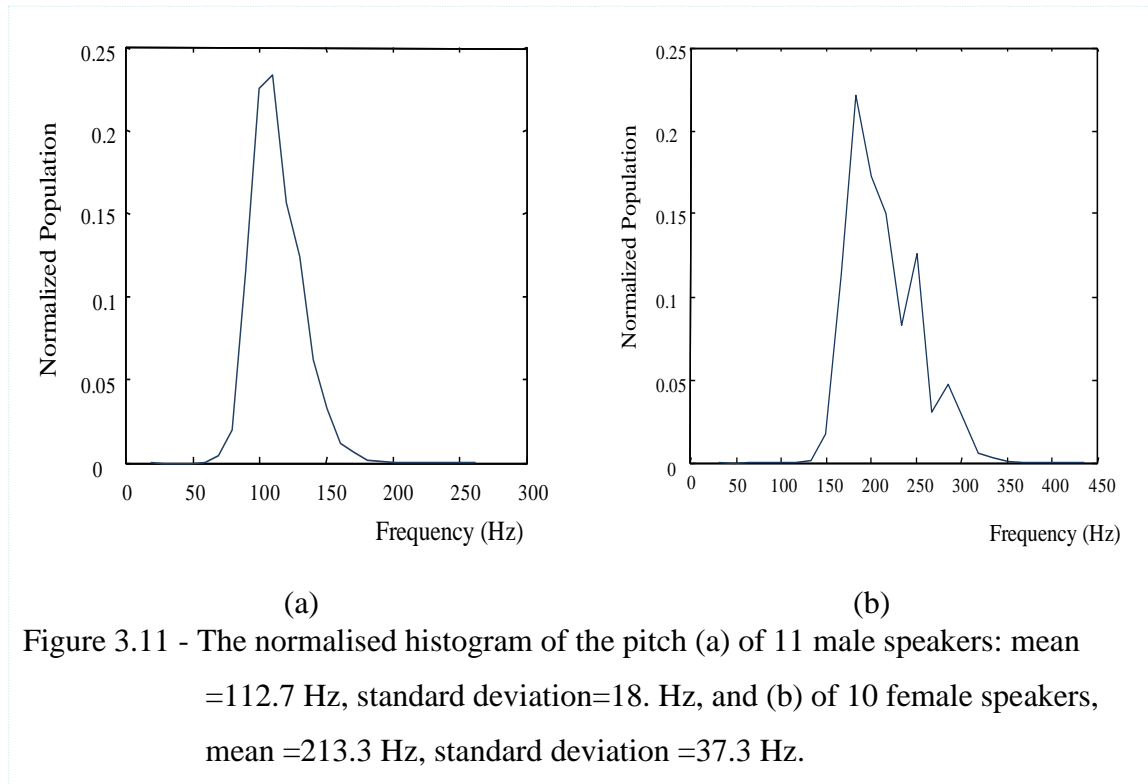 0.25
0.2
0.15
0.1
0.05
0
Normalized Population
0 50 100 150 200 250 300
Frequency (Hz)
0.25
0.2
0.15
0.1
0.05
0
Normalized Population
0 50 100 150 200 250 300 350 400 450
Frequency (Hz)
(a) (b)
Figure 3.11 - The normalised histogram of the pitch (a) of 11 male speakers: mean
=112.7 Hz, standard deviation=18. Hz, and (b) of 10 female speakers,
mean =213.3 Hz, standard deviation =37.3 Hz.